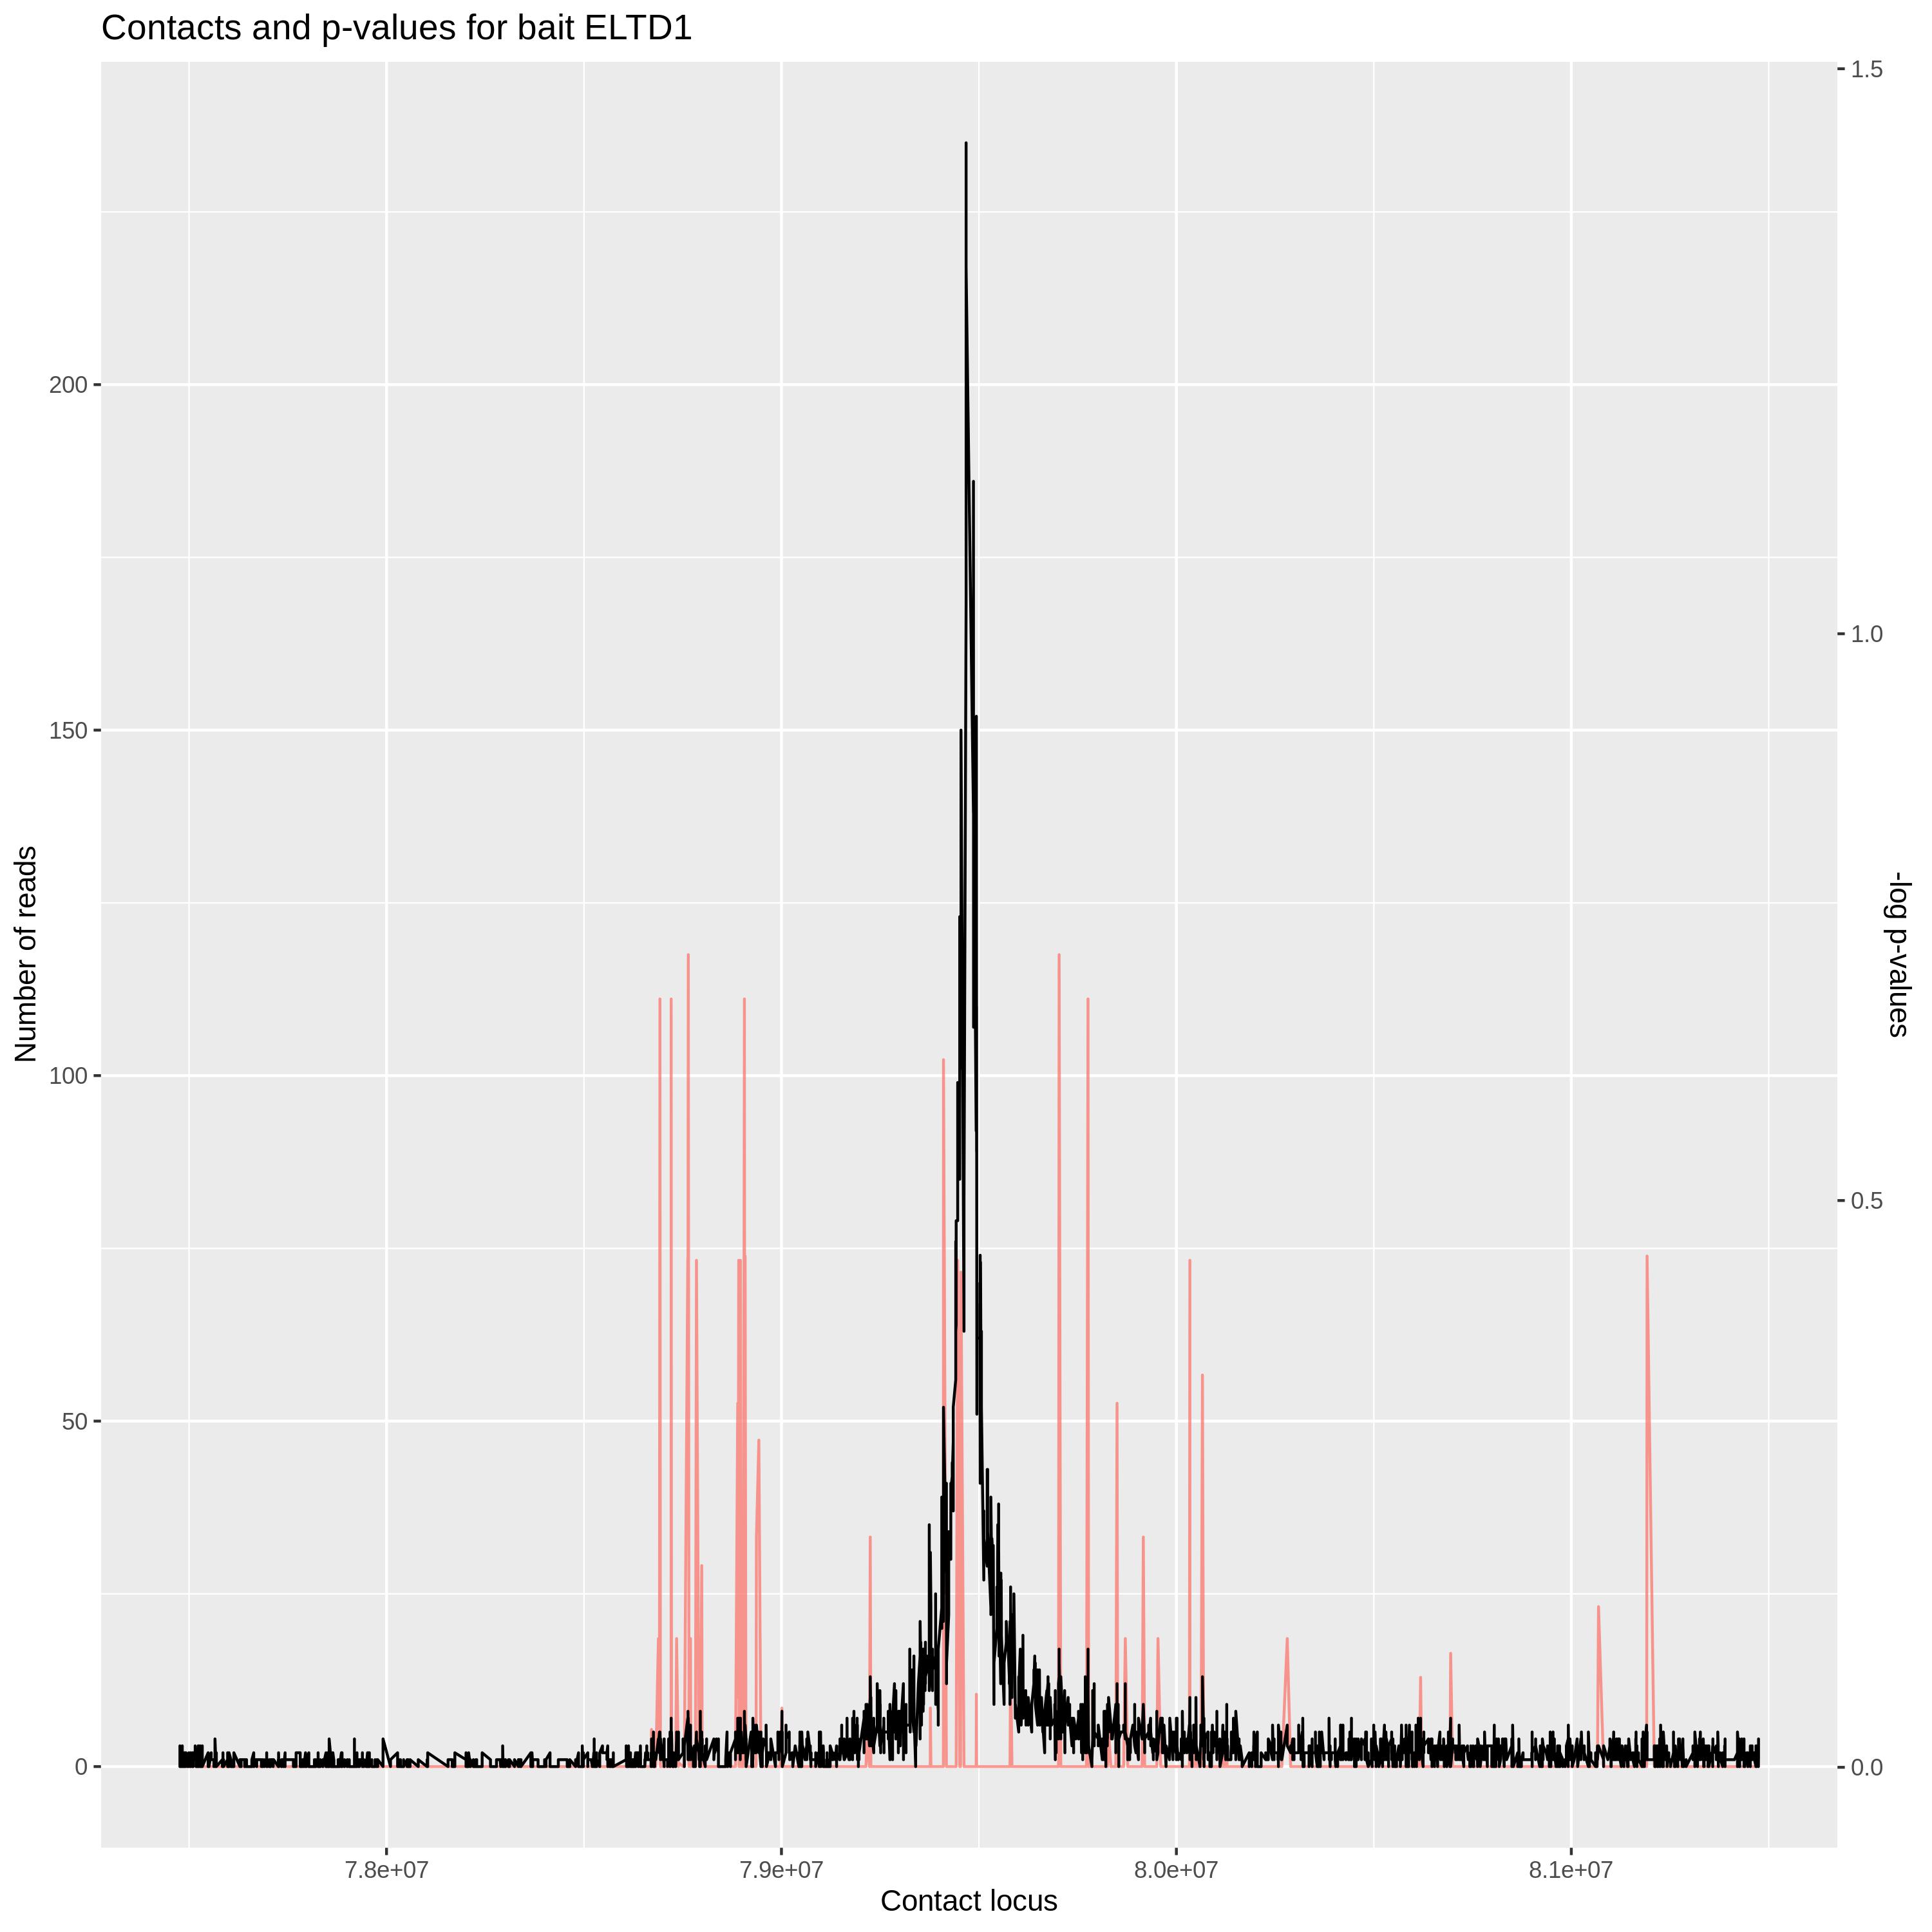 Contacts and p-values for bait ELTD1
1.5
200
1.0
150
Number of reads
-log p-values
100
0.5
50
0
0.0
7.8e+07
7.9e+07
8.0e+07
8.1e+07
Contact locus